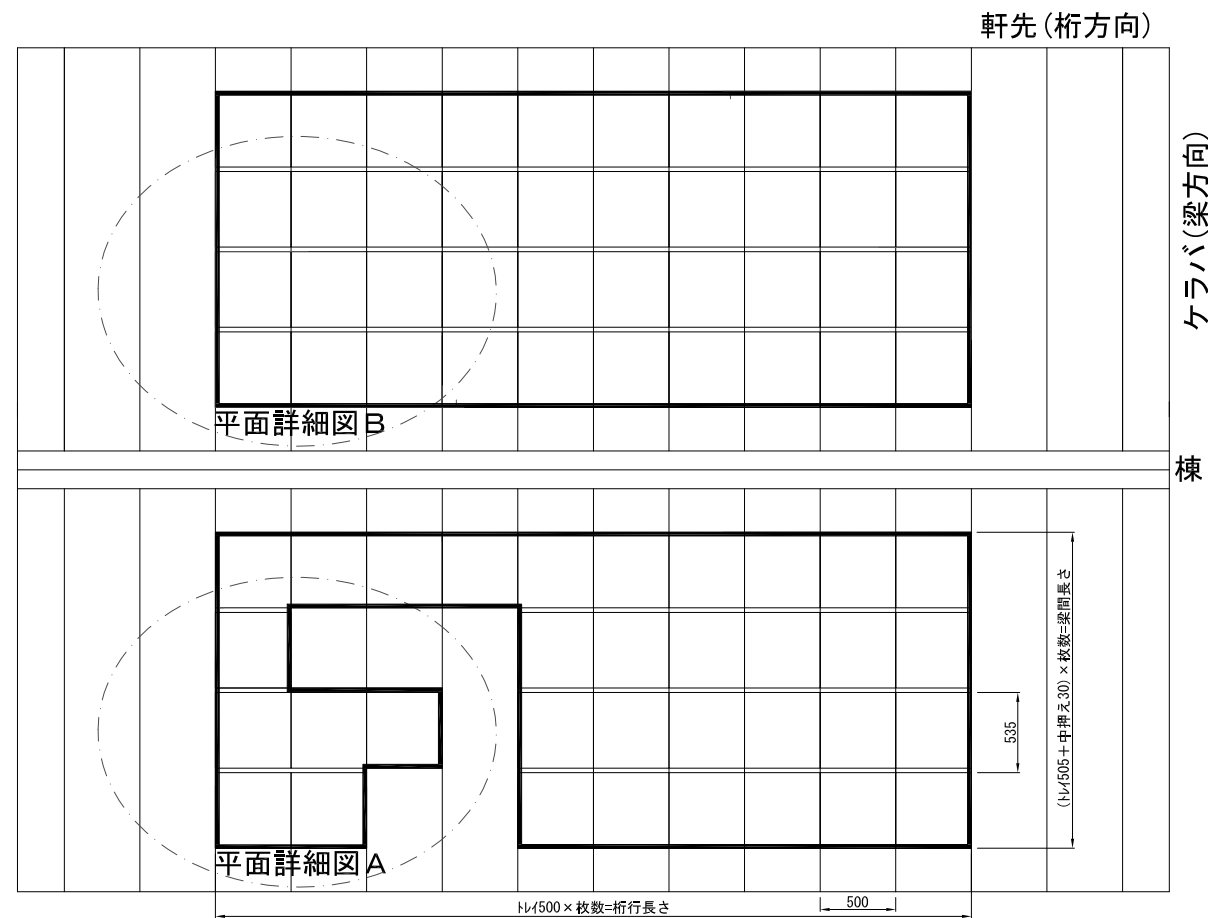 軒先(桁方向)
ケラバ(梁方向)
平面詳細図B
棟
535
(トレイ505+中押え30)×枚数=梁間長さ
平面詳細図A
トレイ500×枚数=桁行長さ
500